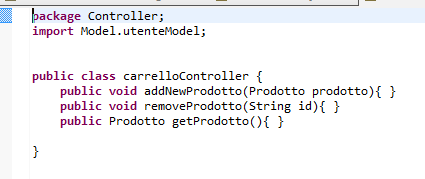 package Controller;
import Model.utenteModel;
public class carrelloController {
public void addNewProdotto(Prodotto prodotto){ }
public void removeProdotto(String id){ }
public Prodotto getProdotto(){ }
}